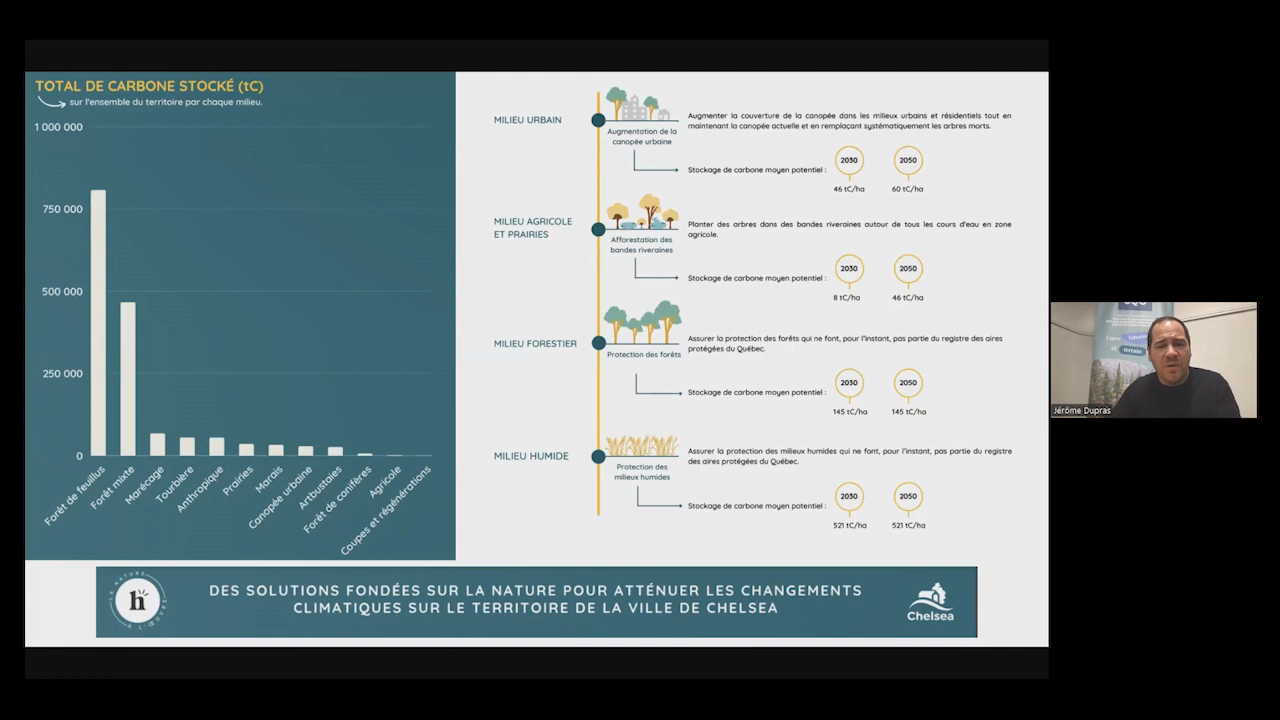 TOTAL DE CARBONE STOCKÉ (tC)
sur l'ensemble du territoire par chaque milieu.
1 000 000
750 000
500 000
250 000
0
Forêt de feuillus
Forêt mixte
Marécage
Tourbière
Anthropique
Prairies
Marais
Canopée urbaine
Artbustaies
Forêt de confères
Agricole
Coupes et régénérations
MILIEU URBAIN
Augmentation de la
canopée urbaine
Augmenter la couverture de la canopée dans les milieux urbains et résidentiels tout en
maintenant la canopée actuelle et en remplaçant systématiquement les arbres morts.
Stockage de carbone moyen potentiel :
2030
2050
46 tC/ha
60 tC/ha
MILIEU AGRICOLE
ET PRAIRIES
Afforestation des
bandes riveraines
Planter des arbres dans des bandes riveraines autour de tous les cours d'eau en zone
agricole.
Stockage de carbone moyen potentiel :
2030
2050
8 tC/ha
46 tC/ha
MILIEU FORESTIER
Protection des forêts
Assurer la protection des forêts qui ne font, pour l'instant, pas partie du registre des aires
protégées du Québec.
Stockage de carbone moyen potentiel :
2030
2050
145 tC/ha
145 tC/ha
MILIEU HUMIDE
Protection des
milieux humides
Assurer la protection des milieux humides qui ne font, pour l'instant, pas partie du registre
des aires protégées du Québec.
Stockage de carbone moyen potentiel :
2030
2050
521 tC/ha
521 tC/ha
LA NATURE
h
À L'ŒUVRE
DES SOLUTIONS FONDÉES SUR LA NATURE POUR ATTÉNUER LES CHANGEMENTS
CLIMATIQUES SUR LE TERRITOIRE DE LA VILLE DE CHELSEA
Chelsea
et terrain
Jérôme Dupras